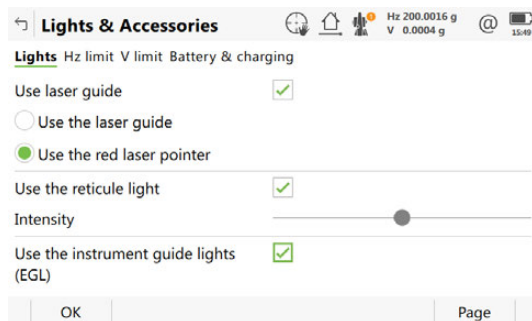 Lights & Accessories
Hz 200.0016 g
V 0.0004 g
@
15:49
Lights Hz limit V limit Battery & charging
Use laser guide
Use the laser guide
Use the red laser pointer
Use the reticule light
Intensity
Use the instrument guide lights
(EGL)
OK Page